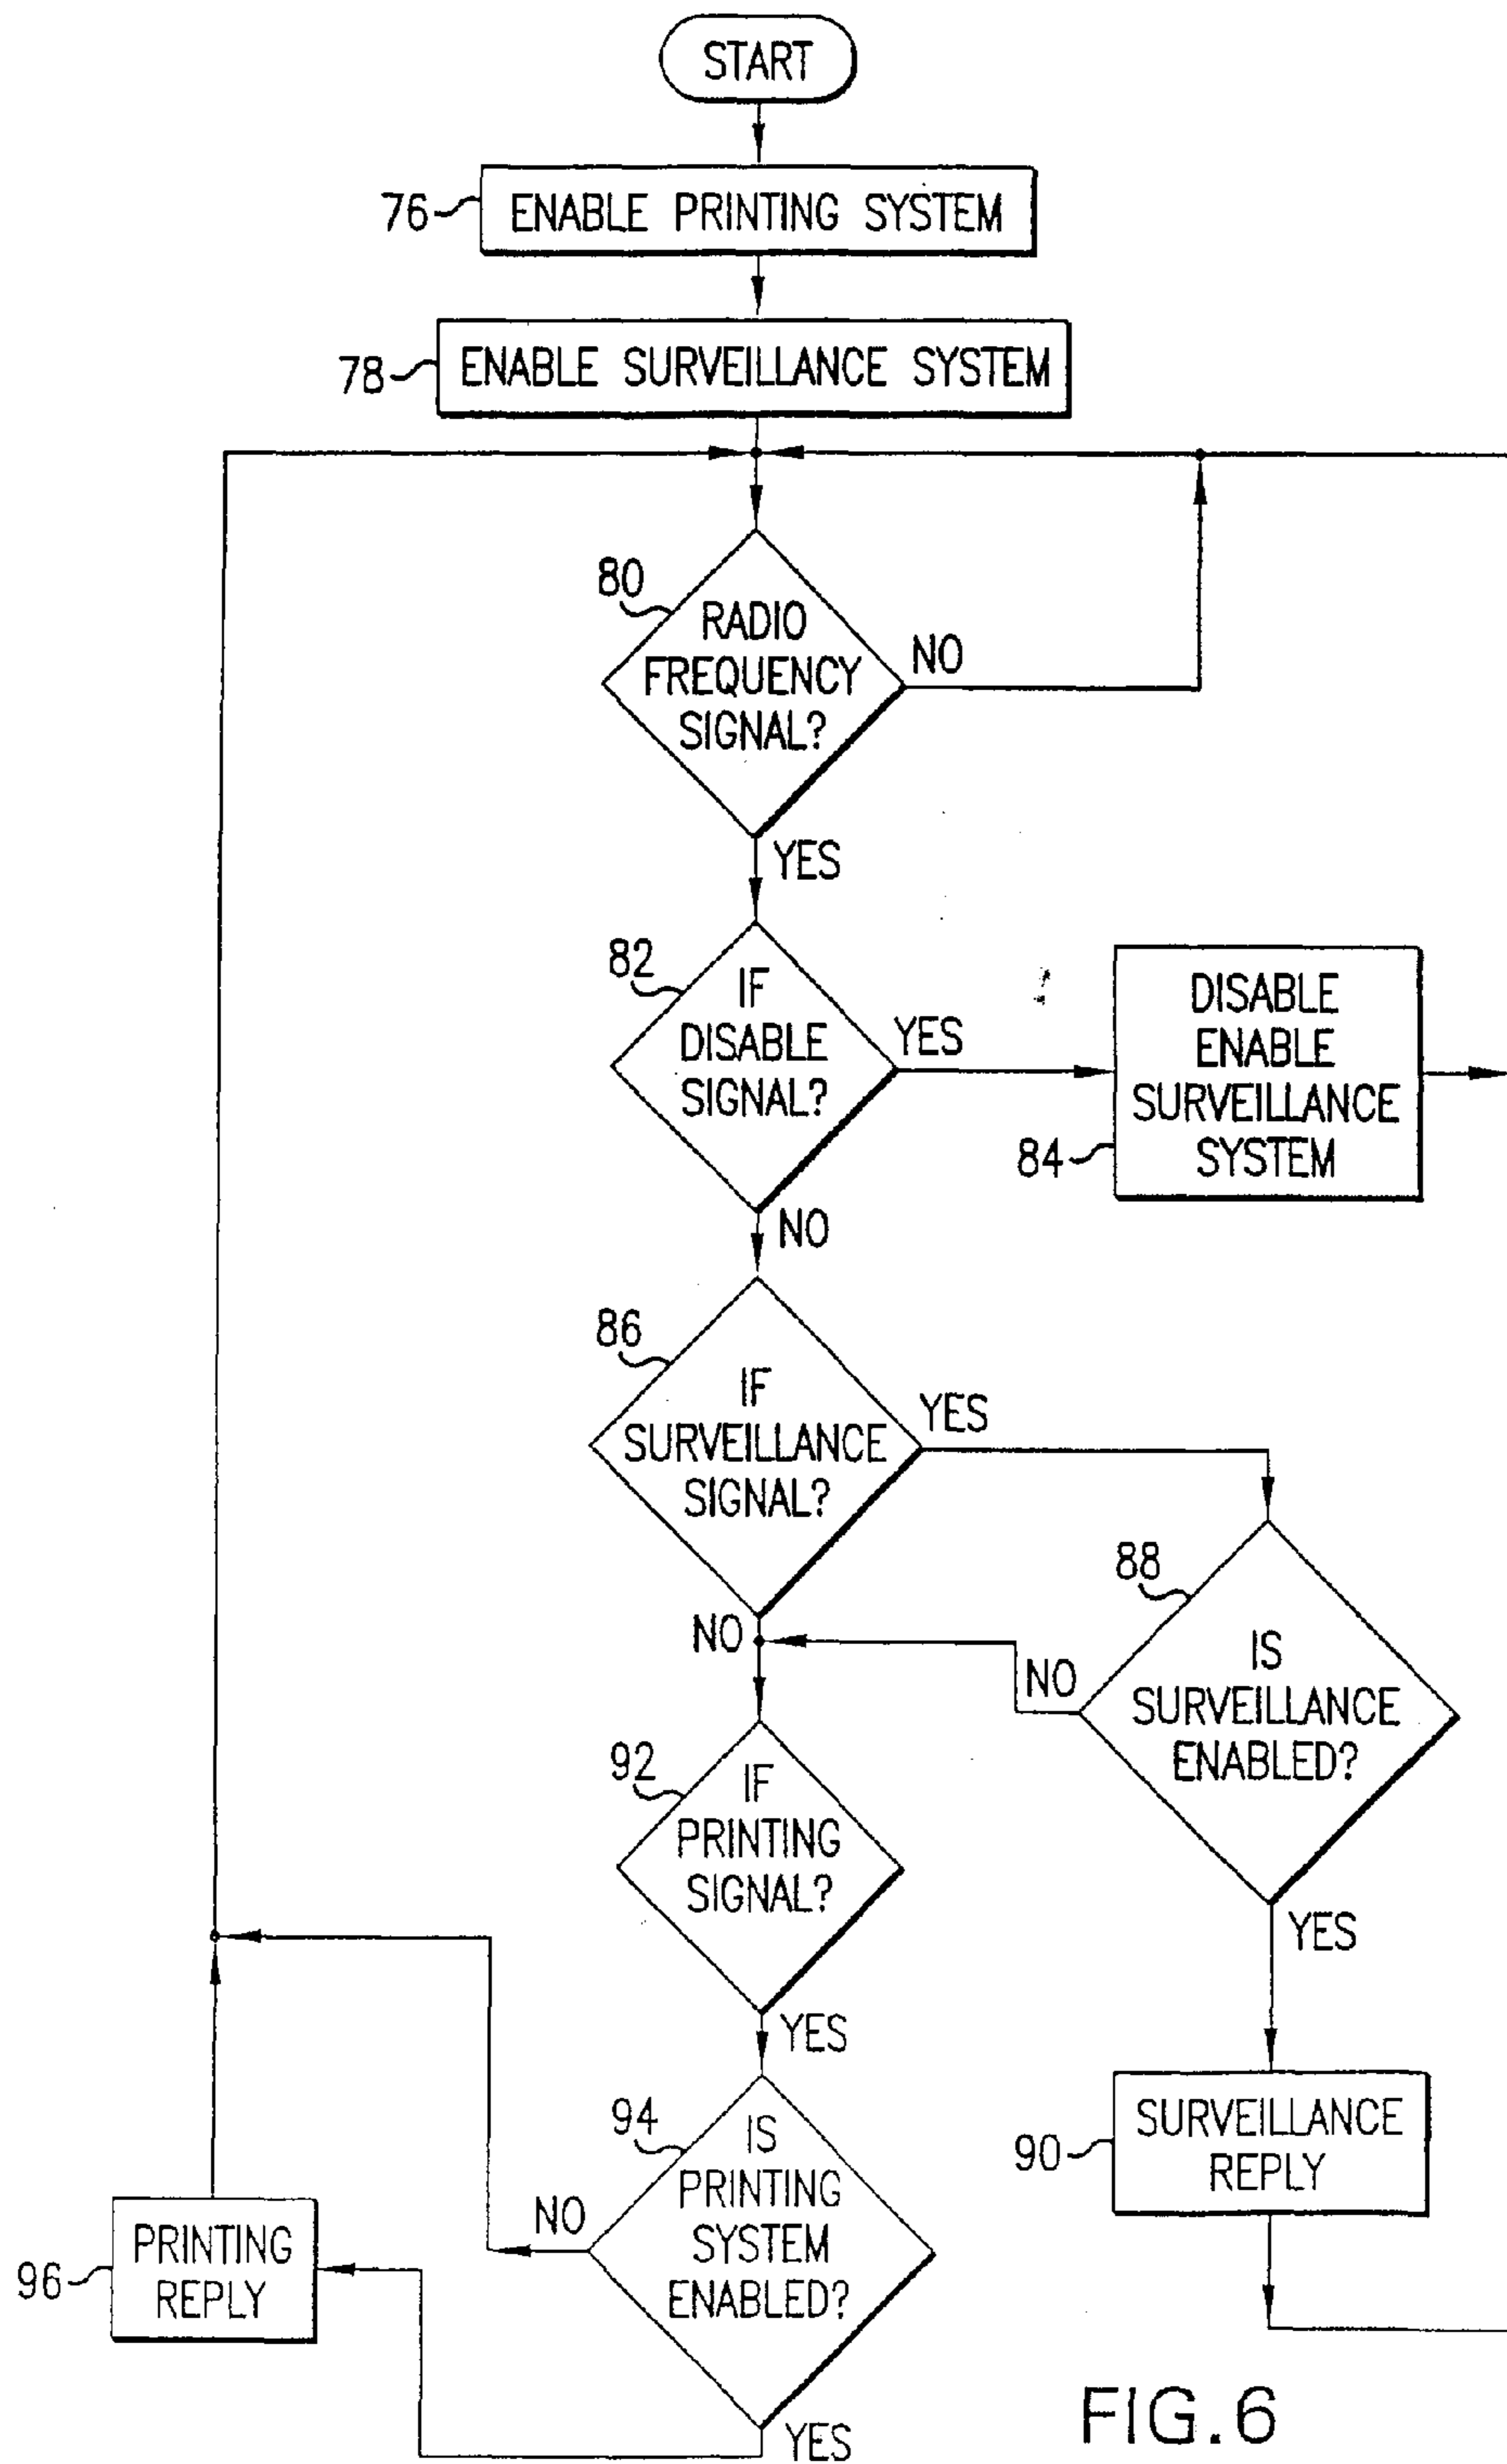 START
76
ENABLE PRINTING SYSTEM
78
ENABLE SURVEILLANCE SYSTEM
80
RADIO
FREQUENCY
SIGNAL?
NO
YES
82
IF
DISABLE
SIGNAL?
YES
DISABLE
ENABLE
SURVEILLANCE
SYSTEM
84
NO
86
IF
SURVEILLANCE
SIGNAL?
YES
88
IS
SURVEILLANCE
ENABLED?
NO
NO
YES
92
IF
PRINTING
SIGNAL?
YES
90
SURVEILLANCE
REPLY
94
IS
PRINTING
SYSTEM
ENABLED?
NO
YES
96
PRINTING
REPLY
FIG.6